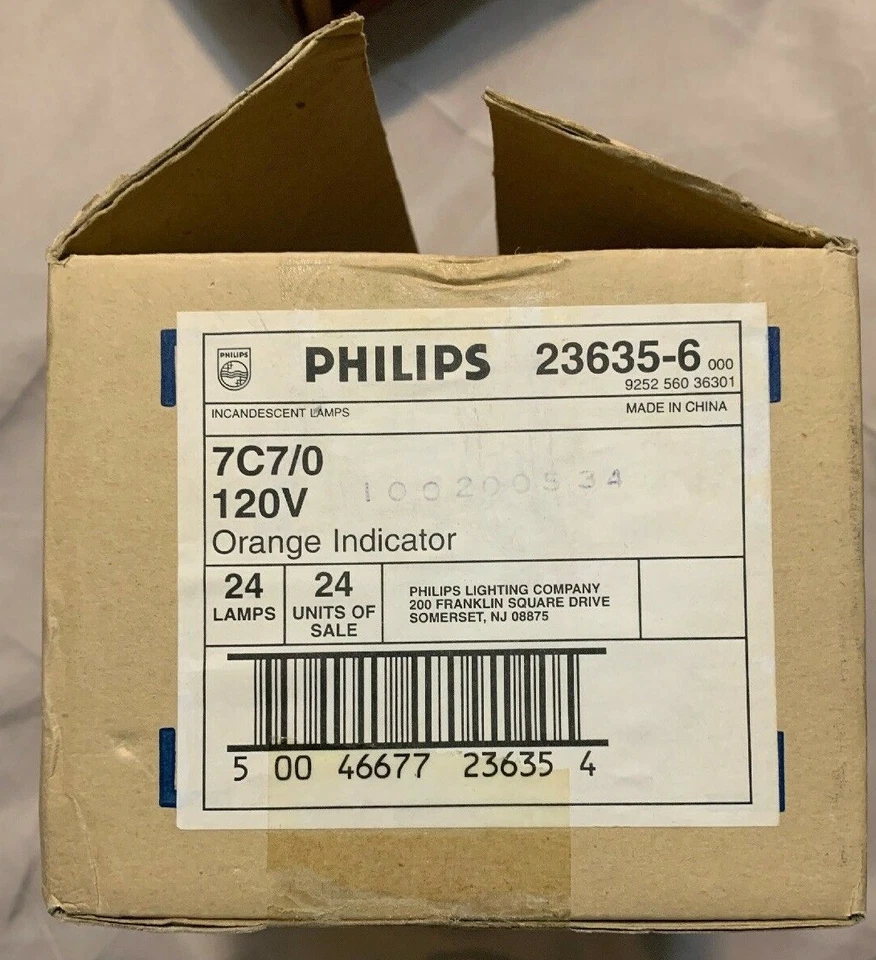 PHILIPS
PHILIPS 23635-6 000
9252 560 36301
INCANDESCENT LAMPS
MADE IN CHINA
7C7/0
120V
100200534
Orange Indicator
24
LAMPS
24
UNITS OF
SALE
PHILIPS LIGHTING COMPANY
200 FRANKLIN SQUARE DRIVE
SOMERSET, NJ 08875
5 00 46677 23635 4